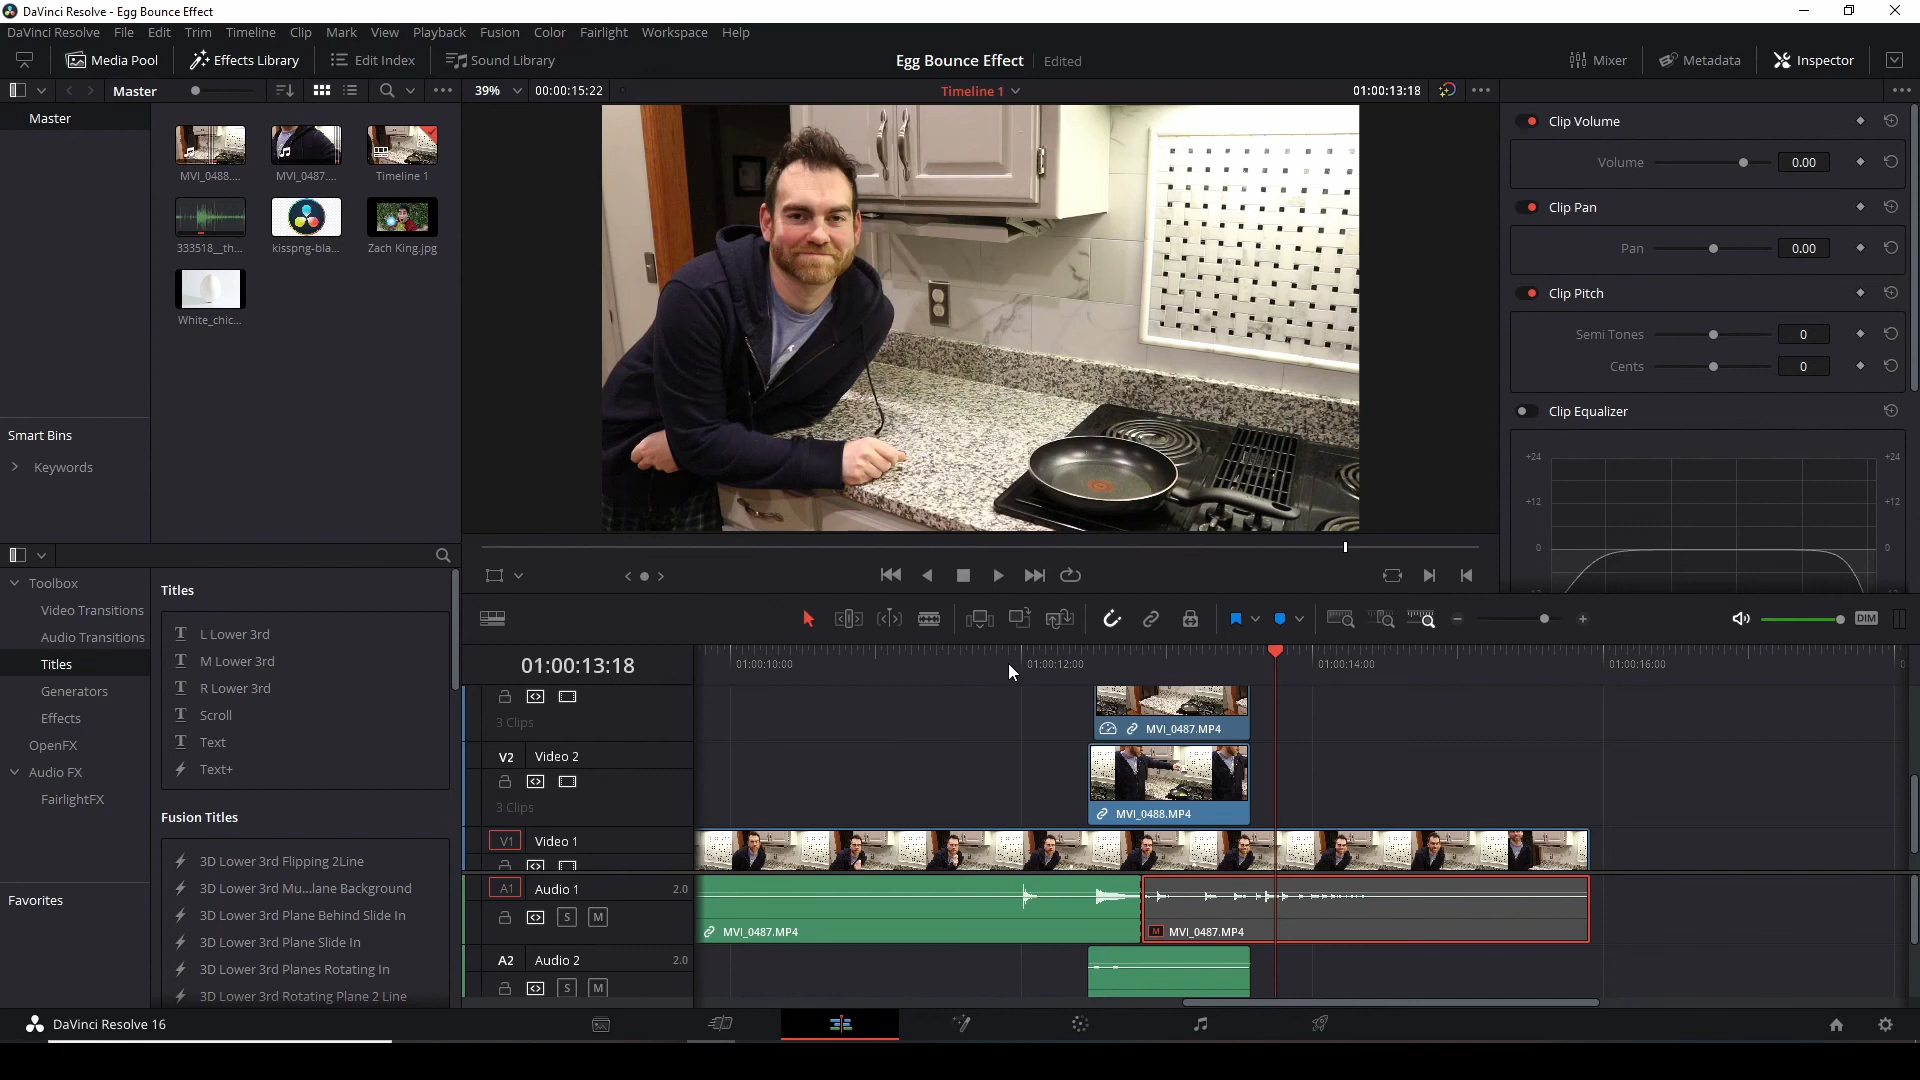 DaVinci Resolve - Egg Bounce Effect
DaVinci Resolve File Edit Trim Timeline Clip Mark View Playback Fusion Color Fairlight Workspace Help
Media Pool Effects Library Edit Index Sound Library Egg Bounce Effect Edited Mixer Metadata Inspector
Master 39% 00:00:15:22 Timeline 1 01:00:13:18
Master
MVI_0488.... MVI_0487.... Timeline 1
333518__th... kisspng-bla... Zach King.jpg
White_chic...
Smart Bins
Keywords
Clip Volume
Volume 0.00
Clip Pan
Pan 0.00
Clip Pitch
Semi Tones 0
Cents 0
Clip Equalizer
+24 +24
+12 +12
0 0
Toolbox
Video Transitions
Audio Transitions
Titles
Generators
Effects
OpenFX
Audio FX
FairlightFX
Favorites
Titles
L Lower 3rd
M Lower 3rd
R Lower 3rd
Scroll
Text
Text+
Fusion Titles
3D Lower 3rd Flipping 2Line
3D Lower 3rd Mu...lane Background
3D Lower 3rd Plane Behind Slide In
3D Lower 3rd Plane Slide In
3D Lower 3rd Planes Rotating In
3D Lower 3rd Rotating Plane 2 Line
DIM
01:00:13:18 01:00:10:00 01:00:12:00 01:00:14:00 01:00:16:00
3 Clips
MVI_0487.MP4
V2 Video 2
3 Clips
MVI_0488.MP4
V1 Video 1
A1 Audio 1 2.0
S M
MVI_0487.MP4 M MVI_0487.MP4
A2 Audio 2 2.0
S M
DaVinci Resolve 16